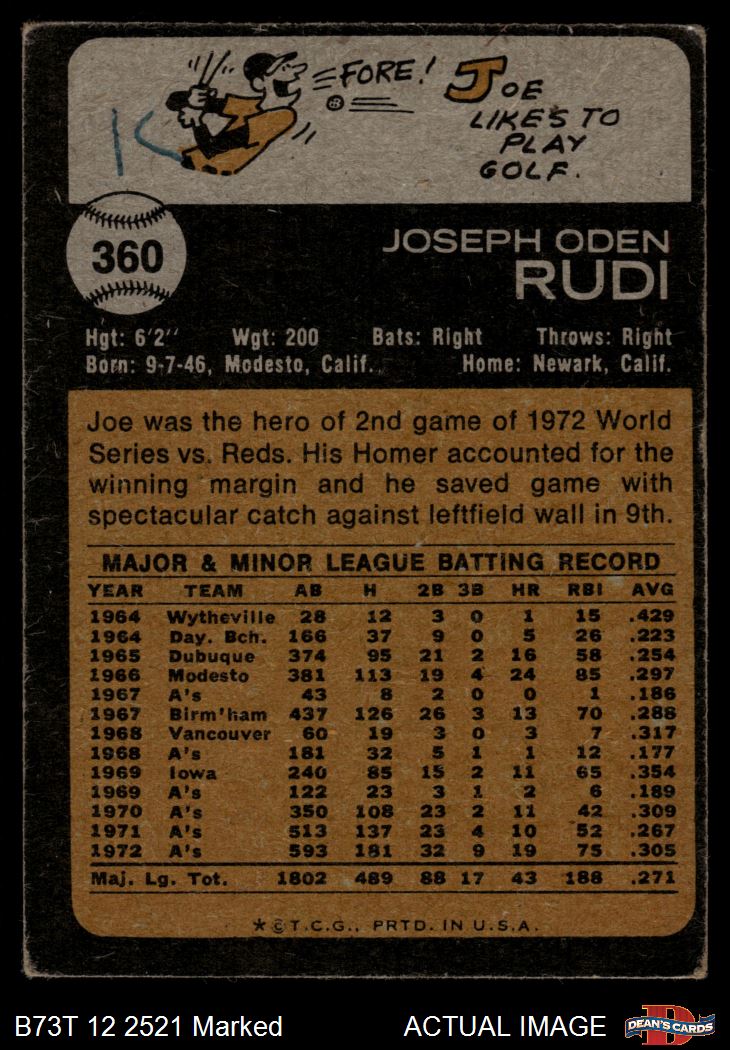 K
FORE!
JOE
LIKES TO
PLAY
GOLF.
360
JOSEPH ODEN
RUDI
Hgt: 6'2" Wgt: 200 Bats: Right Throws: Right
Born: 9-7-46, Modesto, Calif. Home: Newark, Calif.
Joe was the hero of 2nd game of 1972 World
Series vs. Reds. His Homer accounted for the
winning margin and he saved game with
spectacular catch against leftfield wall in 9th.
MAJOR & MINOR LEAGUE BATTING RECORD
YEAR TEAM AB H 2B 3B HR RBI AVG
1964 Wytheville 28 12 3 0 1 15 .429
1964 Day. Bch. 166 37 9 0 5 26 .223
1965 Dubuque 374 95 21 2 16 58 .254
1966 Modesto 381 113 19 4 24 85 .297
1967 A's 43 8 2 0 0 1 .186
1967 Birm'ham 437 126 26 3 13 70 .288
1968 Vancouver 60 19 3 0 3 7 .317
1968 A's 181 32 5 1 1 12 .177
1969 Iowa 240 85 15 2 11 65 .354
1969 A's 122 23 3 1 2 6 .189
1970 A's 350 108 23 2 11 42 .309
1971 A's 513 137 23 4 10 52 .267
1972 A's 593 181 32 9 19 75 .305
Maj. Lg. Tot. 1802 489 88 17 43 188 .271
*©T.C.G., PRTD. IN U.S.A.
B73T 12 2521 Marked ACTUAL IMAGE
D
DEAN'S CARDS